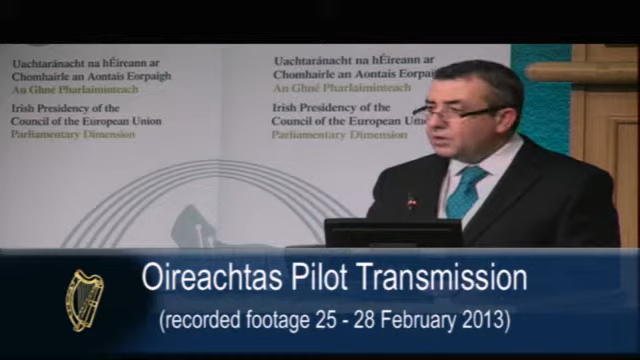 Uachtaránacht na hÉireann ar
Chomhairle an Aontais Eorpaigh
An Ghné Pharlaiminteach
Irish Presidency of the
Council of the European Union
Parliamentary Dimension
Uachtaránacht na hÉireann ar
Chomhairle an Aontais Eorpaig
An Ghné Pharlaiminteach
Irish Presidency of the
Council of the European Un
Parliamentary Dimension
Oireachtas Pilot Transmission
(recorded footage 25 - 28 February 2013)